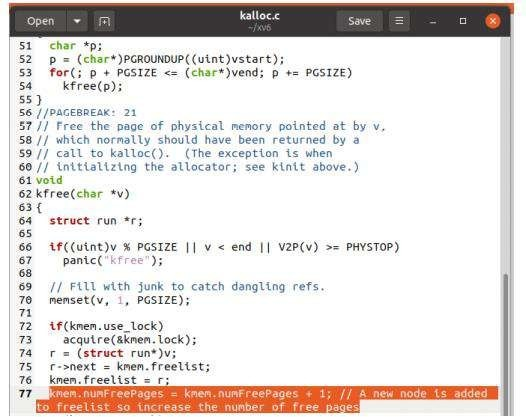 Open
kalloc.c
~/xv6
Save
51 char *p;
52 p = (char*)PGROUNDUP((uint)vstart);
53 for(; p + PGSIZE <= (char*)vend; p += PGSIZE)
54 kfree(p);
55 }
56 //PAGEBREAK: 21
57 // Free the page of physical memory pointed at by v,
58 // which normally should have been returned by a
59 // call to kalloc(). (The exception is when
60 // initializing the allocator; see kinit above.)
61 void
62 kfree(char *v)
63 {
64 struct run *r;
65
66 if((uint)v % PGSIZE || v < end || V2P(v) >= PHYSTOP)
67 panic("kfree");
68
69 // Fill with junk to catch dangling refs.
70 memset(v, 1, PGSIZE);
71
72 if(kmem.use_lock)
73 acquire(&kmem.lock);
74 r = (struct run*)v;
75 r->next = kmem.freelist;
76 kmem.freelist = r;
77 kmem.numFreePages = kmem.numFreePages + 1; // A new node is added
to freelist so increase the number of free pages